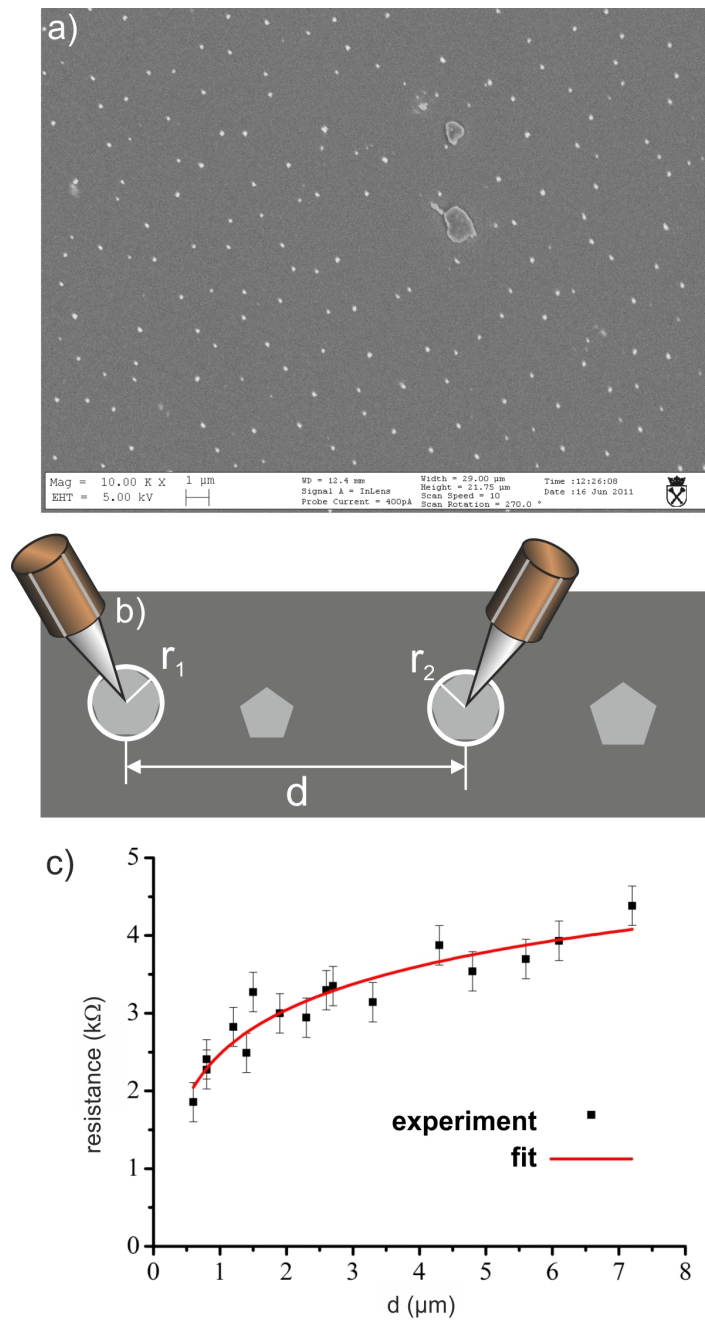 a)
Mag = 10.00 K X
1 µm
EHT = 5.00 kV
WD = 12.4 mm
Signal A = InLens
Probe Current = 400pA
Width = 29.00 µm
Height = 21.75 µm
Scan Speed = 10
Scan Rotation = 270.0 °
Time :12:26:08
Date :16 Jun 2011
b)
r1
r2
d
c)
5
4
3
2
1
0
resistance (kΩ)
experiment
fit
0 1 2 3 4 5 6 7 8
d (µm)